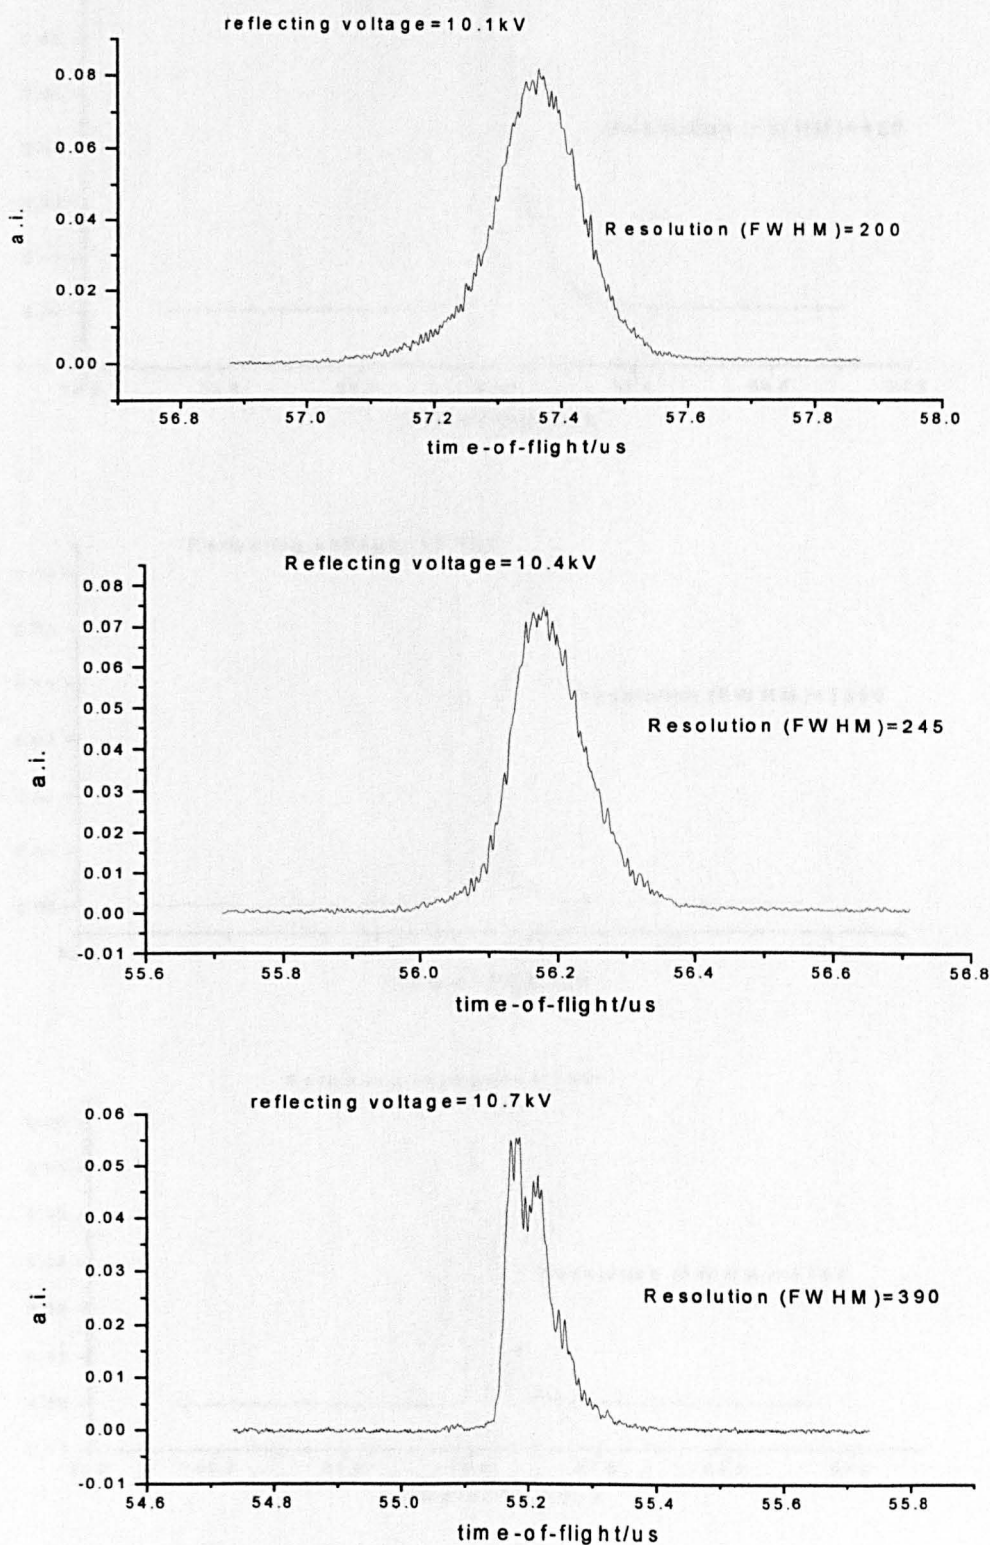 reflecting voltage=10.1kV
0.08
0.06
0.04
0.02
0.00
a.i.
Resolution (FWHM)=200
56.8 57.0 57.2 57.4 57.6 57.8 58.0
time-of-flight/us
Reflecting voltage=10.4kV
0.08
0.07
0.06
0.05
0.04
0.03
0.02
0.01
0.00
-0.01
a.i.
Resolution (FWHM)=245
55.6 55.8 56.0 56.2 56.4 56.6 56.8
time-of-flight/us
reflecting voltage=10.7kV
0.06
0.05
0.04
0.03
0.02
0.01
0.00
-0.01
a.i.
Resolution (FWHM)=390
54.6 54.8 55.0 55.2 55.4 55.6 55.8
time-of-flight/us